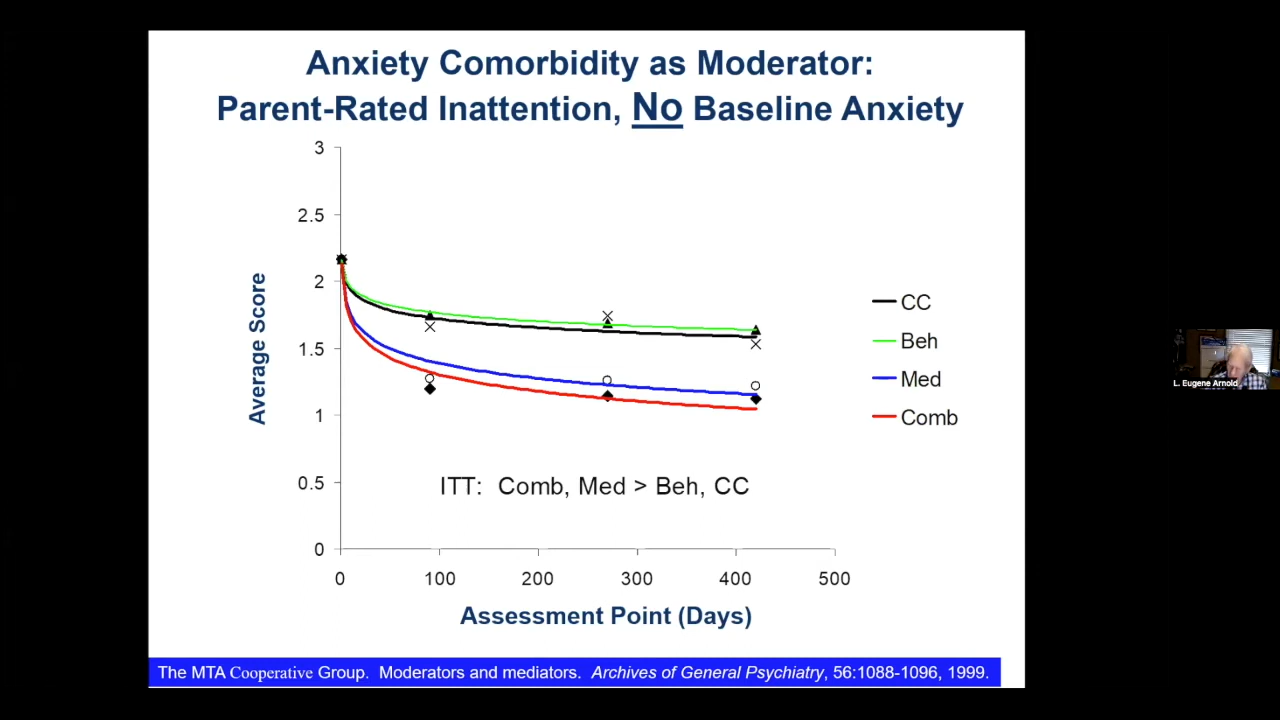 Anxiety Comorbidity as Moderator:
Parent-Rated Inattention, No Baseline Anxiety
3
2.5
2
1.5
1
0.5
0
Average Score
0 100 200 300 400 500
Assessment Point (Days)
CC
Beh
Med
Comb
ITT: Comb, Med > Beh, CC
The MTA Cooperative Group. Moderators and mediators. Archives of General Psychiatry, 56:1088-1096, 1999.
L. Eugene Arnold